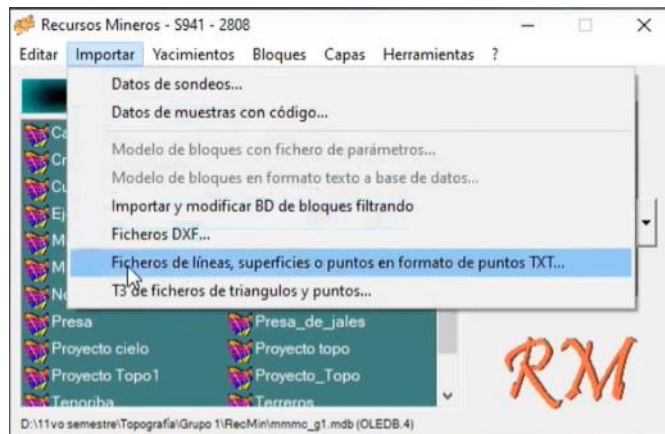 Recursos Mineros - S941 - 2808
Editar Importar Yacimientos Bloques Capas Herramientas ?
Datos de sondeos...
Datos de muestras con código...
Modelo de bloques con fichero de parámetros...
Modelo de bloques en formato texto a base de datos...
Importar y modificar BD de bloques filtrando
Ficheros DXF...
Ficheros de líneas, superficies o puntos en formato de puntos TXT...
T3 de ficheros de triangulos y puntos...
Presa Presa_de_jales
Proyecto cielo Proyecto topo
Proyecto Topo1 Proyecto_Topo
Tenoriba Terreros
RM
D:\11vo semestre\Topografía\Grupo 1\RecMin\mmmc_g1.mdb (OLEDB.4)